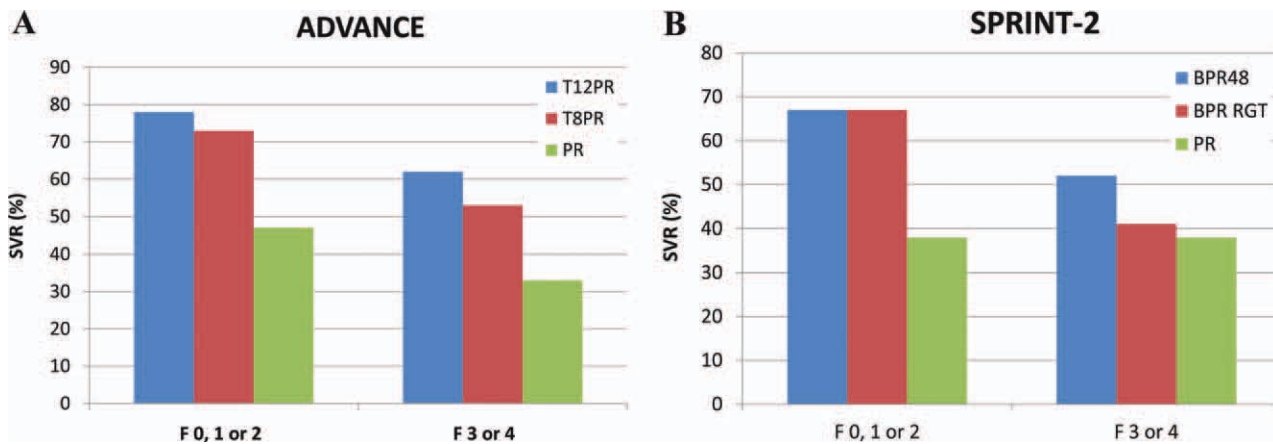 A
ADVANCE
SVR (%)
90
80
70
60
50
40
30
20
10
0
T12PR
T8PR
PR
F 0, 1 or 2
F 3 or 4
B
SPRINT-2
SVR (%)
80
70
60
50
40
30
20
10
0
BPR48
BPR RGT
PR
F 0, 1 or 2
F 3 or 4